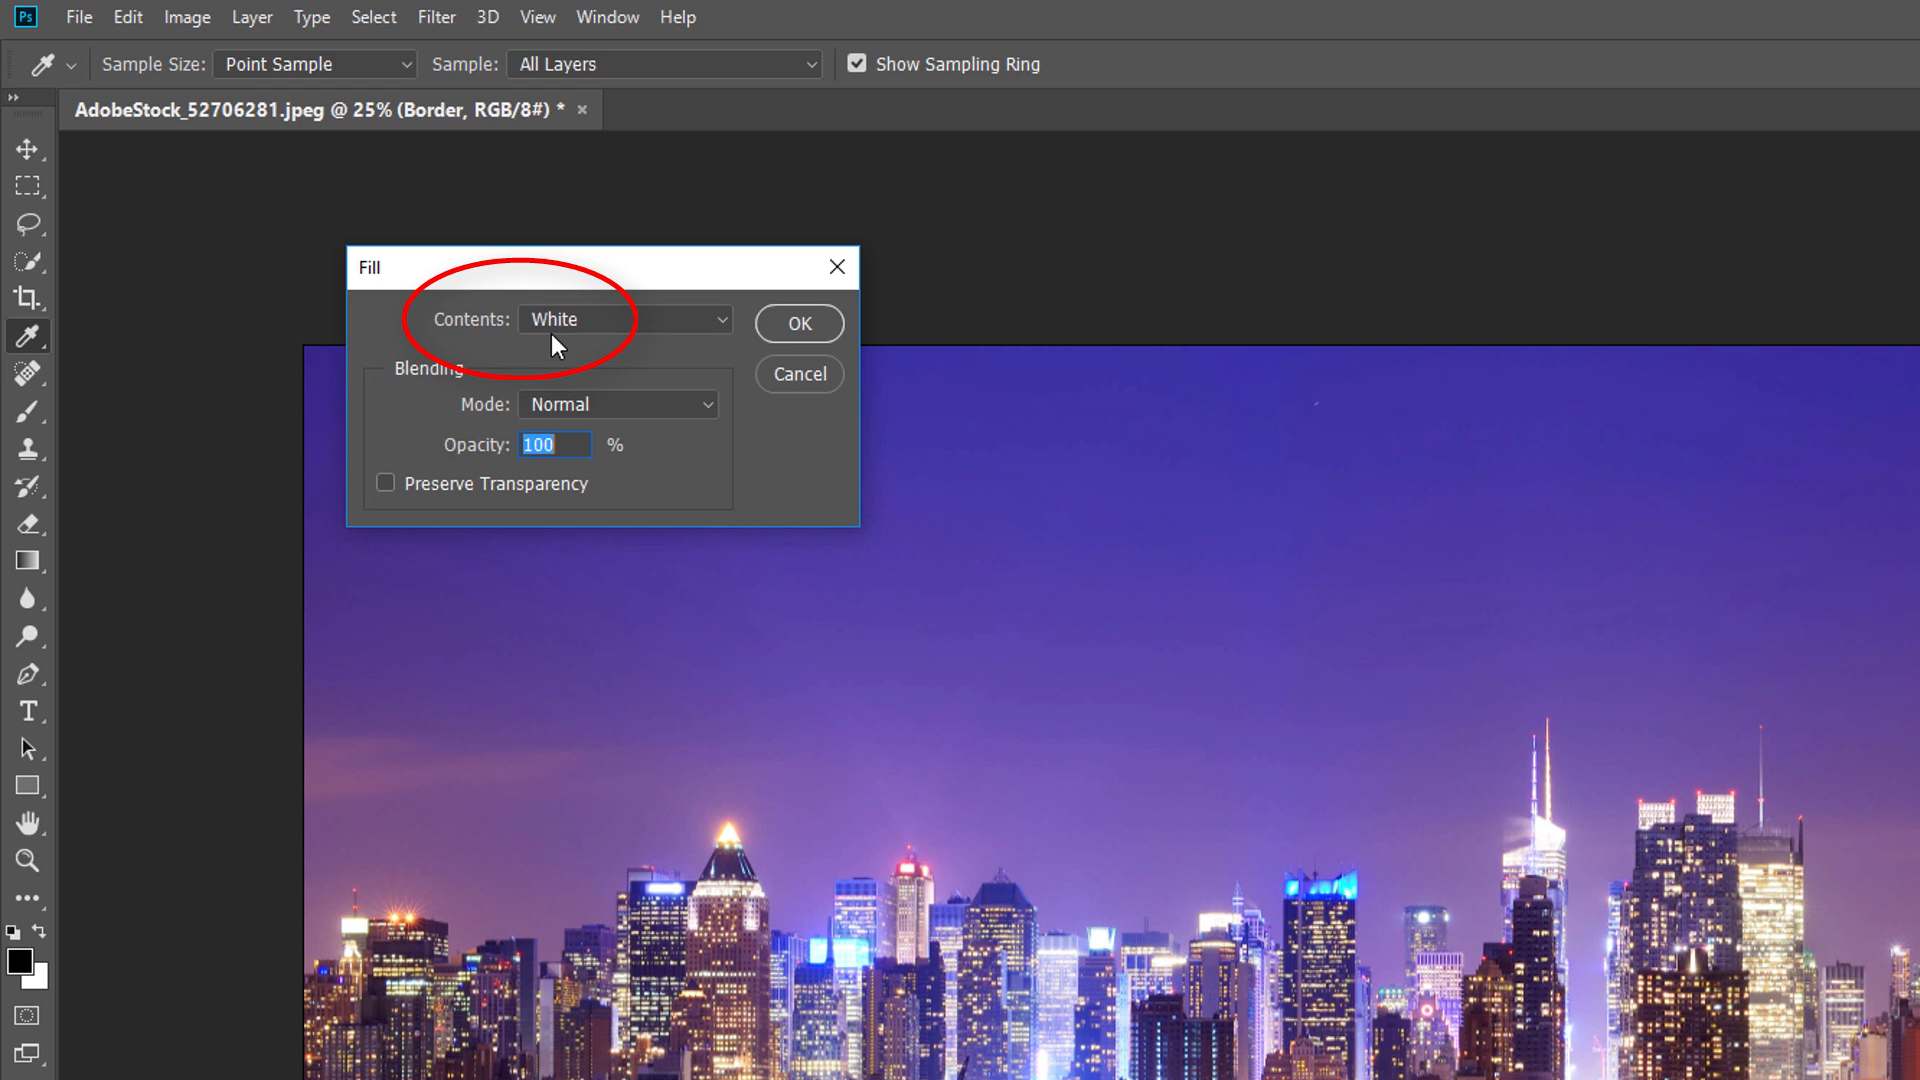 Ps File Edit Image Layer Type Select Filter 3D View Window Help
Sample Size: Point Sample Sample: All Layers Show Sampling Ring
AdobeStock_52706281.jpeg @ 25% (Border, RGB/8#) * ×
Fill
Contents: White OK
Blending Cancel
Mode: Normal
Opacity: 100 %
Preserve Transparency